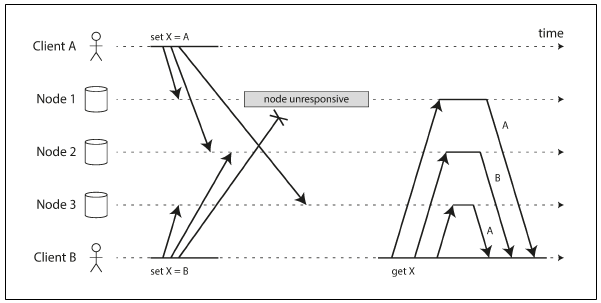 time
Client A
set X = A
Node 1
node unresponsive
A
Node 2
B
Node 3
A
Client B
set X = B
get X